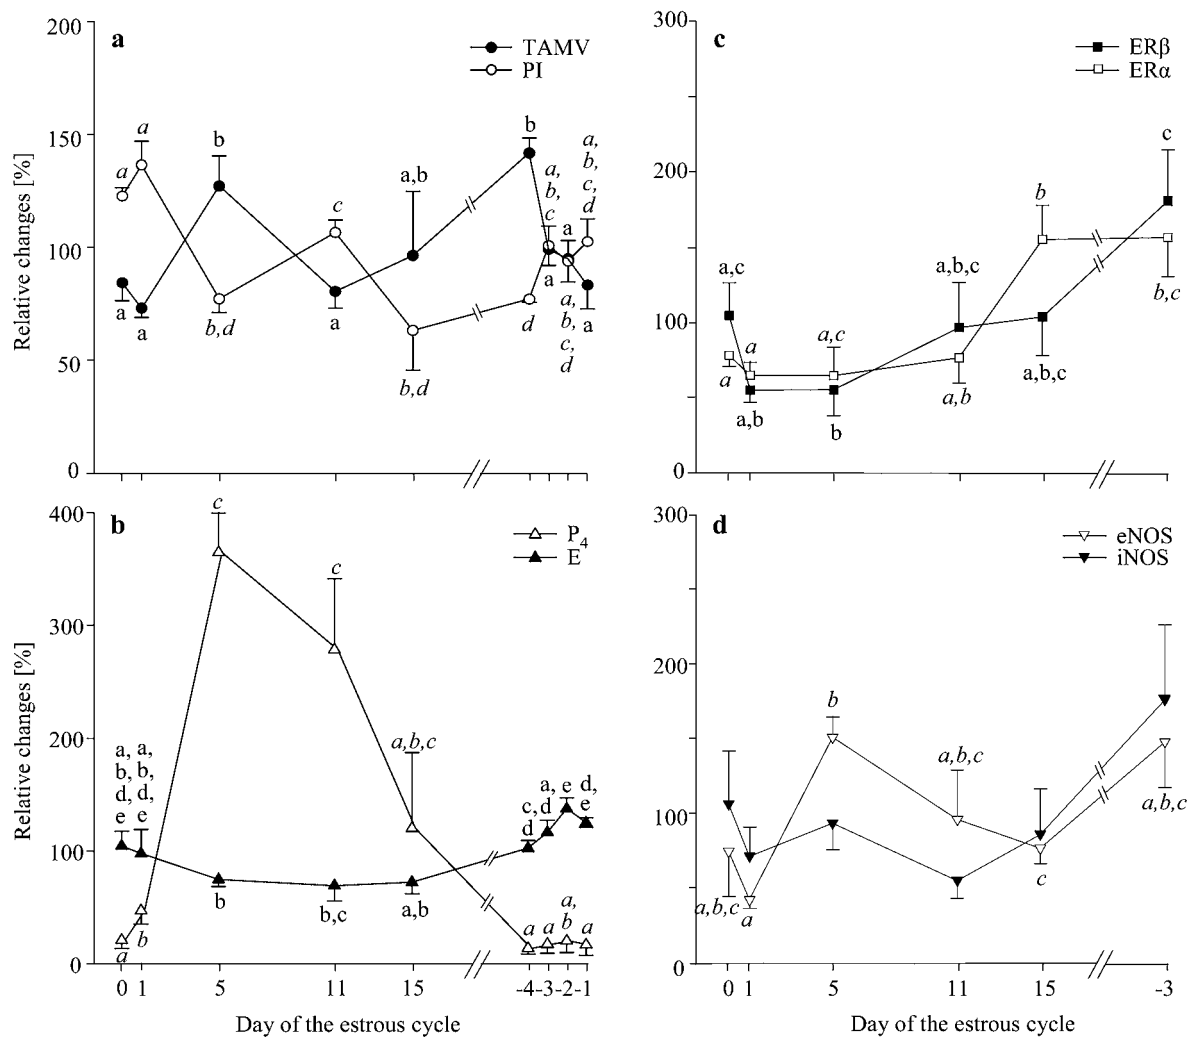 a
TAMV
PI
Relative changes [%]
200
150
100
50
0
a
a
b
c
a,b
b
a,
b,
c
a
a,
b,
c,
d
a
a
b,d
a
b,d
d
a
a,
b,
c,
d
a
c
ERβ
ERα
300
200
100
0
a,c
a
a,c
a,b,c
b
c
a
a,b
b
a,b
a,b,c
b,c
b
P4
E
Relative changes [%]
400
300
200
100
0
c
c
a,b,c
a,
b,
d,
e
a,
b,
d,
e
c,
d
a,
d
e
d,
e
b
b,c
a,b
a
b
a
a
a,
b
a
0 1 5 11 15 -4 -3 -2 -1
Day of the estrous cycle
d
eNOS
iNOS
300
200
100
0
b
a,b,c
a,b,c
a
c
a,b,c
0 1 5 11 15 -3
Day of the estrous cycle